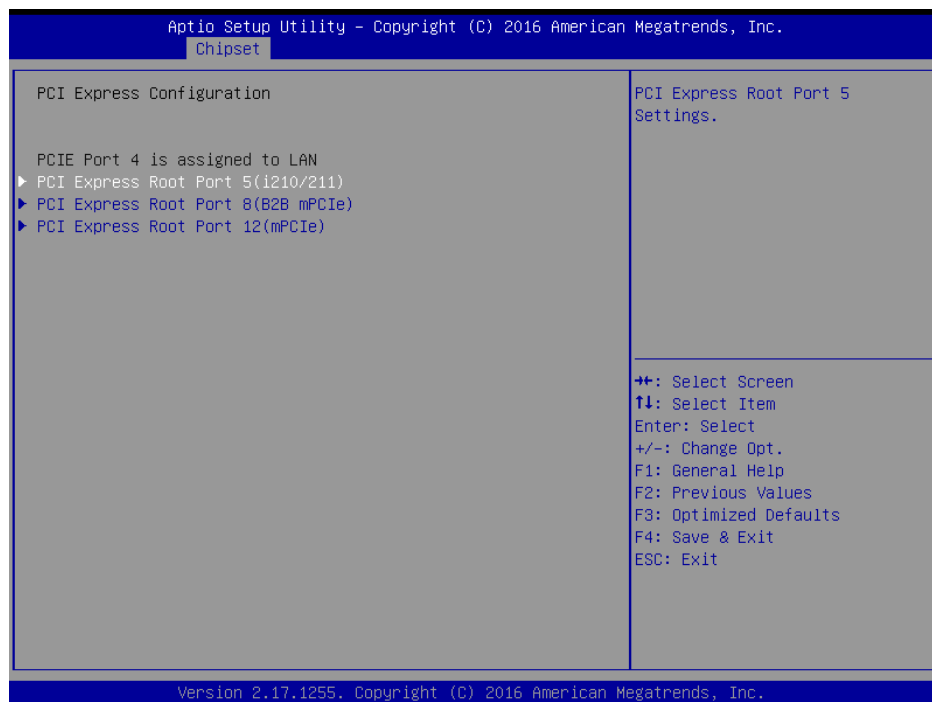 Aptio Setup Utility – Copyright (C) 2016 American Megatrends, Inc.
Chipset
PCI Express Configuration
PCIE Port 4 is assigned to LAN
▶ PCI Express Root Port 5(i210/211)
▶ PCI Express Root Port 8(B2B mPCIe)
▶ PCI Express Root Port 12(mPCIe)
PCI Express Root Port 5
Settings.
→←: Select Screen
↑↓: Select Item
Enter: Select
+/-: Change Opt.
F1: General Help
F2: Previous Values
F3: Optimized Defaults
F4: Save & Exit
ESC: Exit
Version 2.17.1255. Copyright (C) 2016 American Megatrends, Inc.